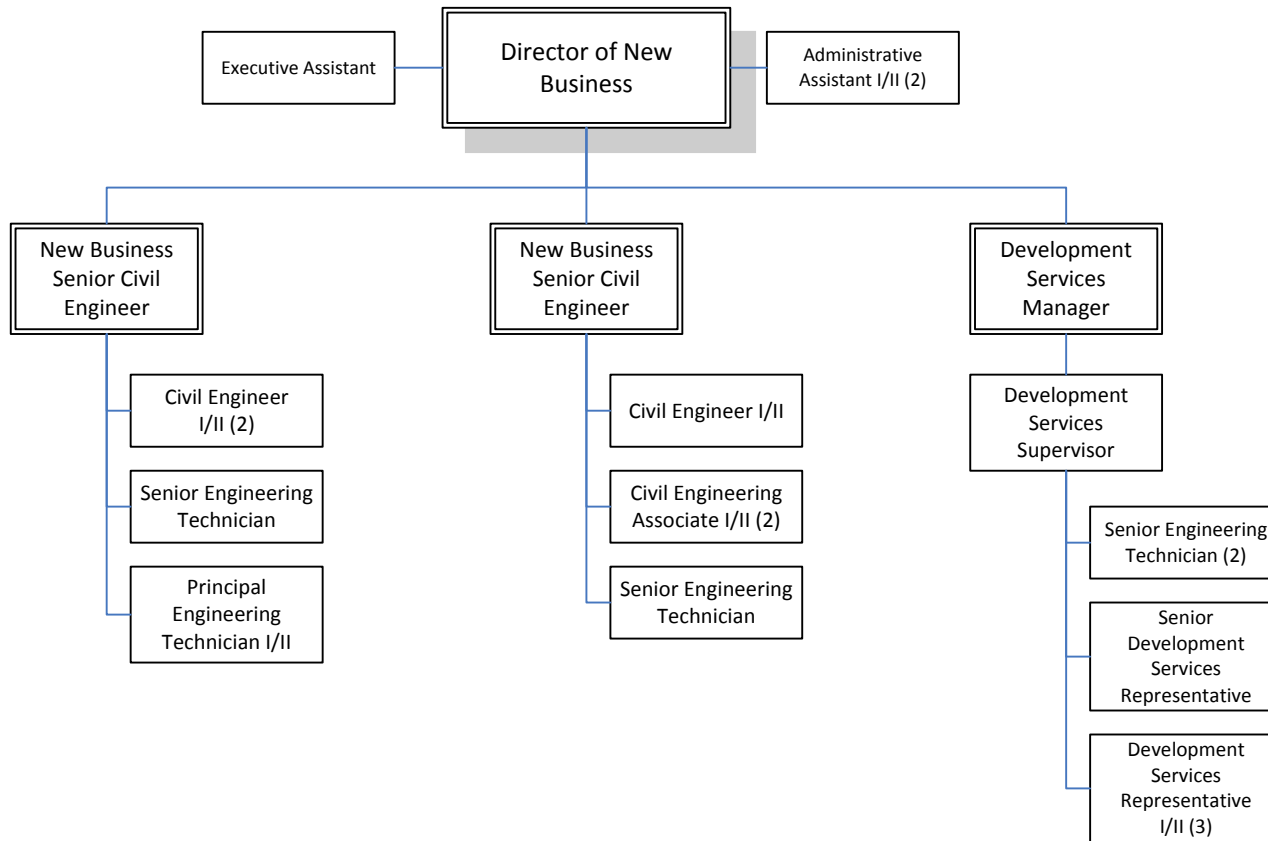 Executive Assistant
Director of New
Business
Administrative
Assistant I/II (2)
New Business
Senior Civil
Engineer
New Business
Senior Civil
Engineer
Development
Services
Manager
Civil Engineer
I/II (2)
Senior Engineering
Technician
Principal
Engineering
Technician I/II
Civil Engineer I/II
Civil Engineering
Associate I/II (2)
Senior Engineering
Technician
Development
Services
Supervisor
Senior Engineering
Technician (2)
Senior
Development
Services
Representative
Development
Services
Representative
I/II (3)